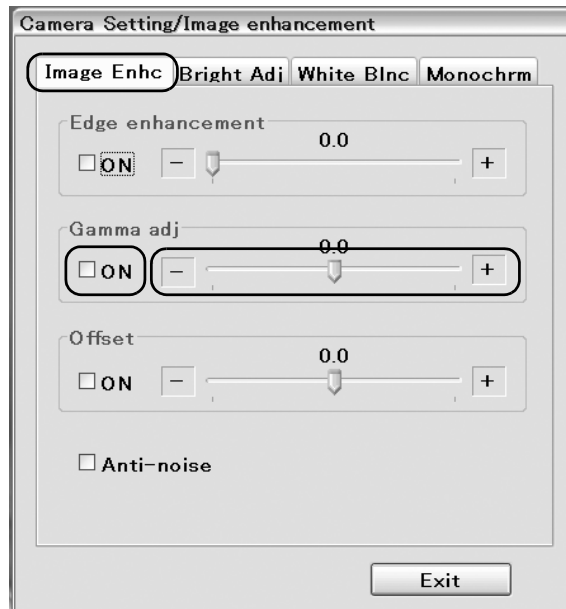 Camera Setting/Image enhancement
Image Enhc Bright Adj White Blnc Monochrm
Edge enhancement
0.0
ON − +
Gamma adj
0.0
ON − +
Offset
0.0
ON − +
Anti-noise
Exit